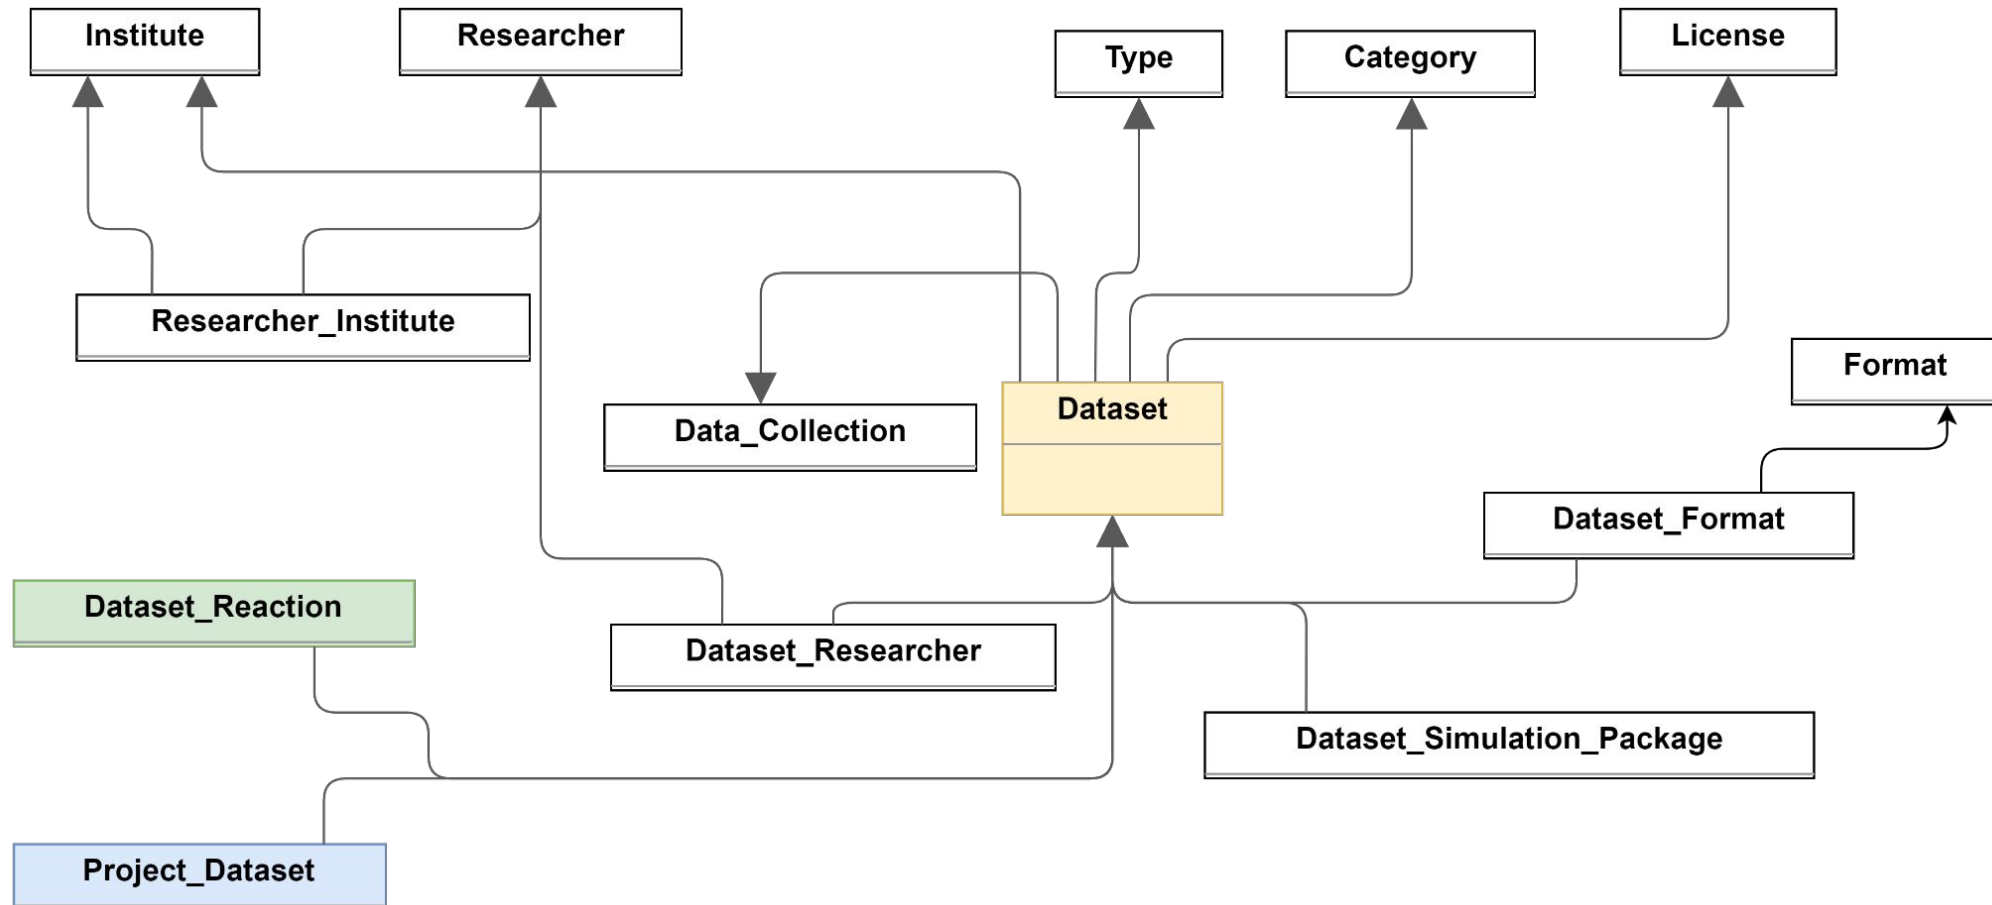 Institute
Researcher
Type
Category
License
Researcher_Institute
Format
Data_Collection
Dataset
Dataset_Format
Dataset_Reaction
Dataset_Researcher
Dataset_Simulation_Package
Project_Dataset